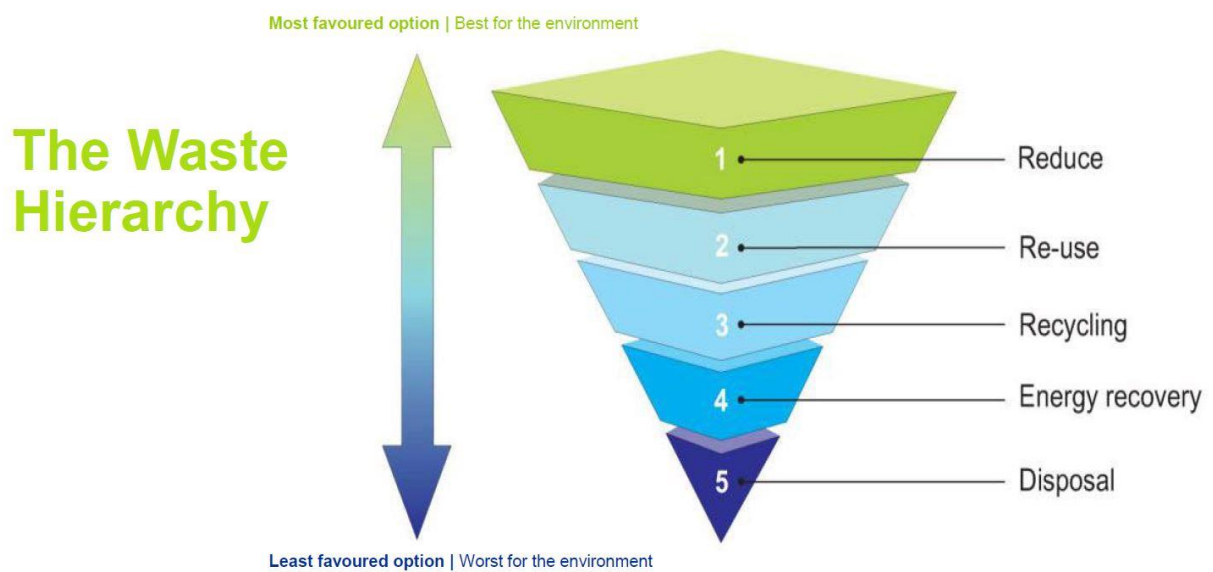 Most favoured option | Best for the environment
The Waste
Hierarchy
1 Reduce
2 Re-use
3 Recycling
4 Energy recovery
5 Disposal
Least favoured option | Worst for the environment